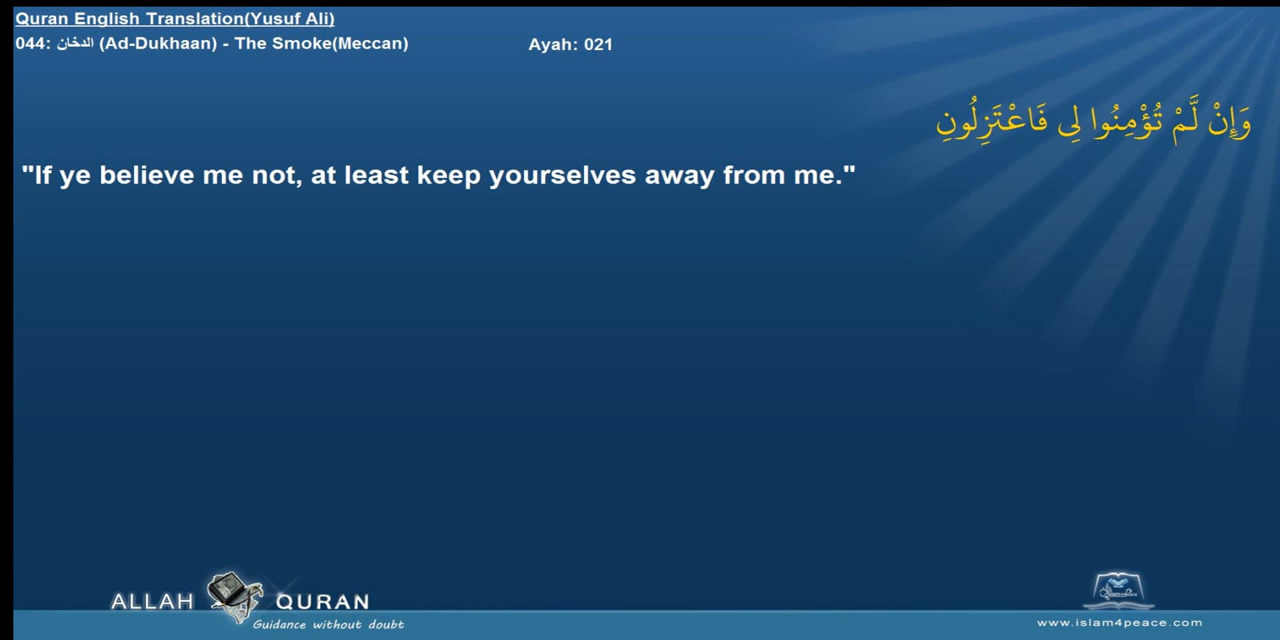 Quran English Translation(Yusuf Ali)
044: الدخان (Ad-Dukhaan) - The Smoke(Meccan) Ayah: 021
وَإِنْ لَّمْ تُؤْمِنُوا لِى فَاعْتَزِلُونِ
"If ye believe me not, at least keep yourselves away from me."
ALLAH QURAN
Guidance without doubt
www.islam4peace.com